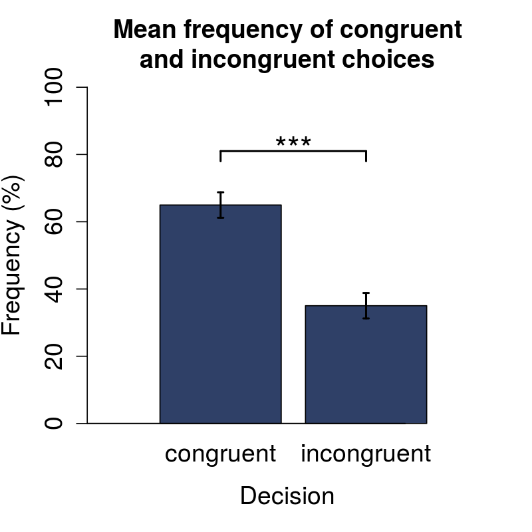 Mean frequency of congruent
and incongruent choices
Frequency (%)
100
80
60
40
20
0
***
congruent incongruent
Decision